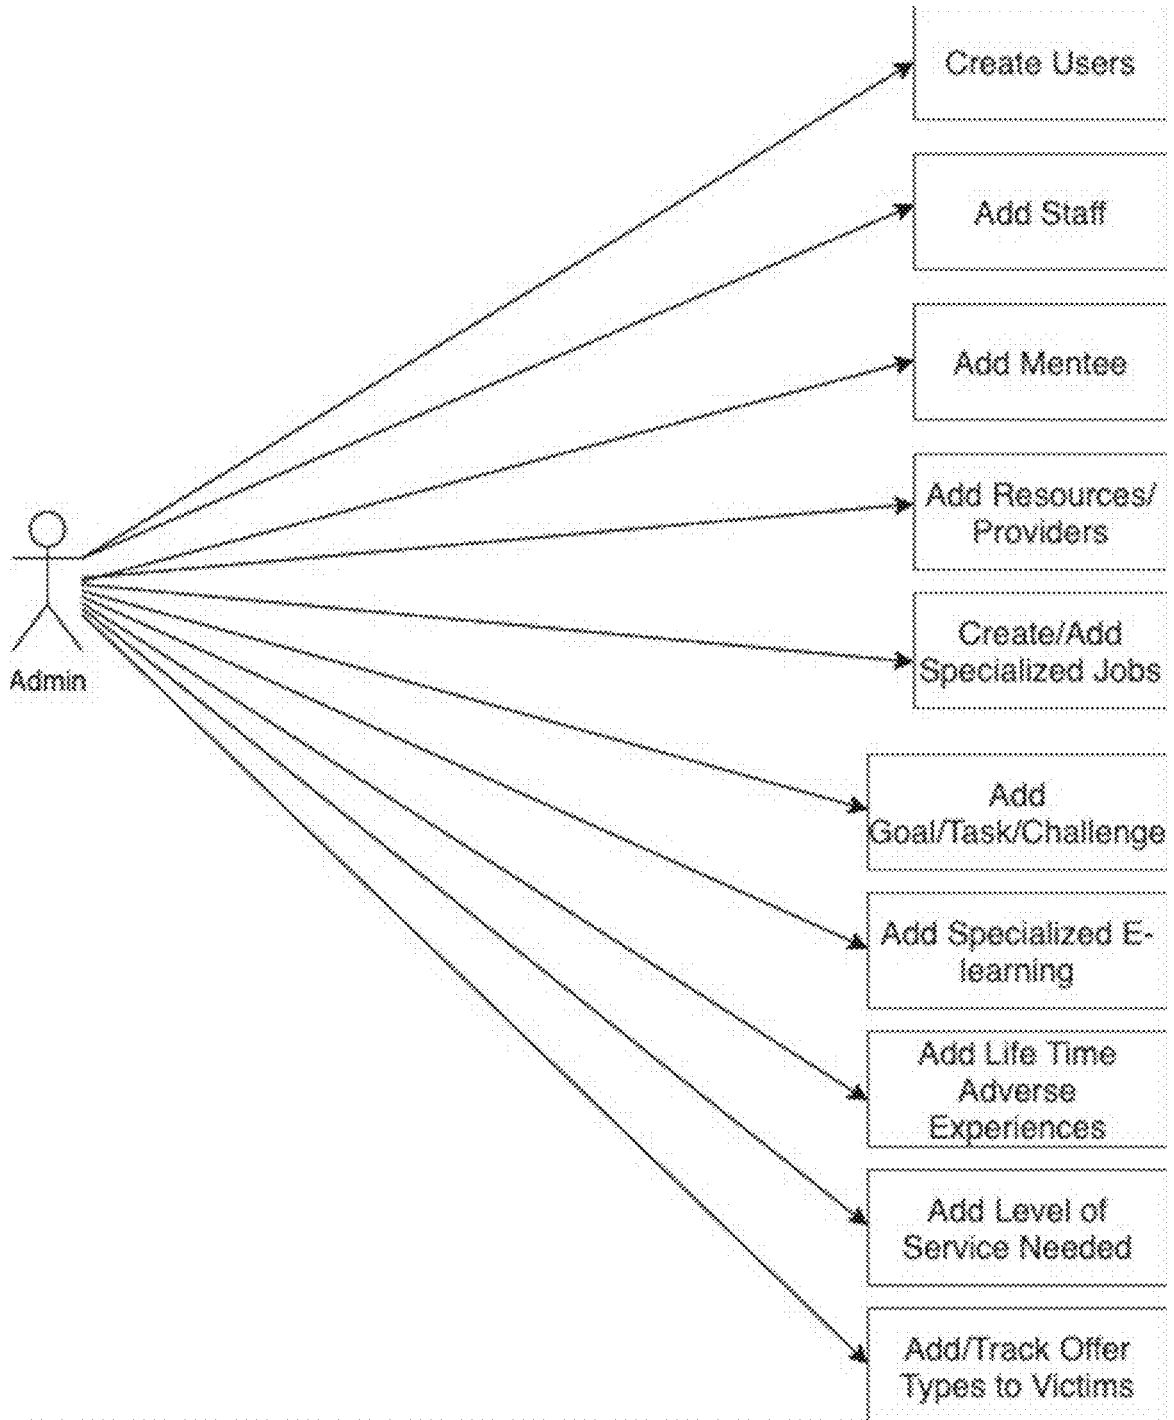 Create Users
Add Staff
Add Mentee
Add Resources/
Providers
Create/Add
Specialized Jobs
Admin
Add
Goal/Task/Challenge
Add Specialized E-
learning
Add Life Time
Adverse
Experiences
Add Level of
Service Needed
Add/Track Offer
Types to Victims